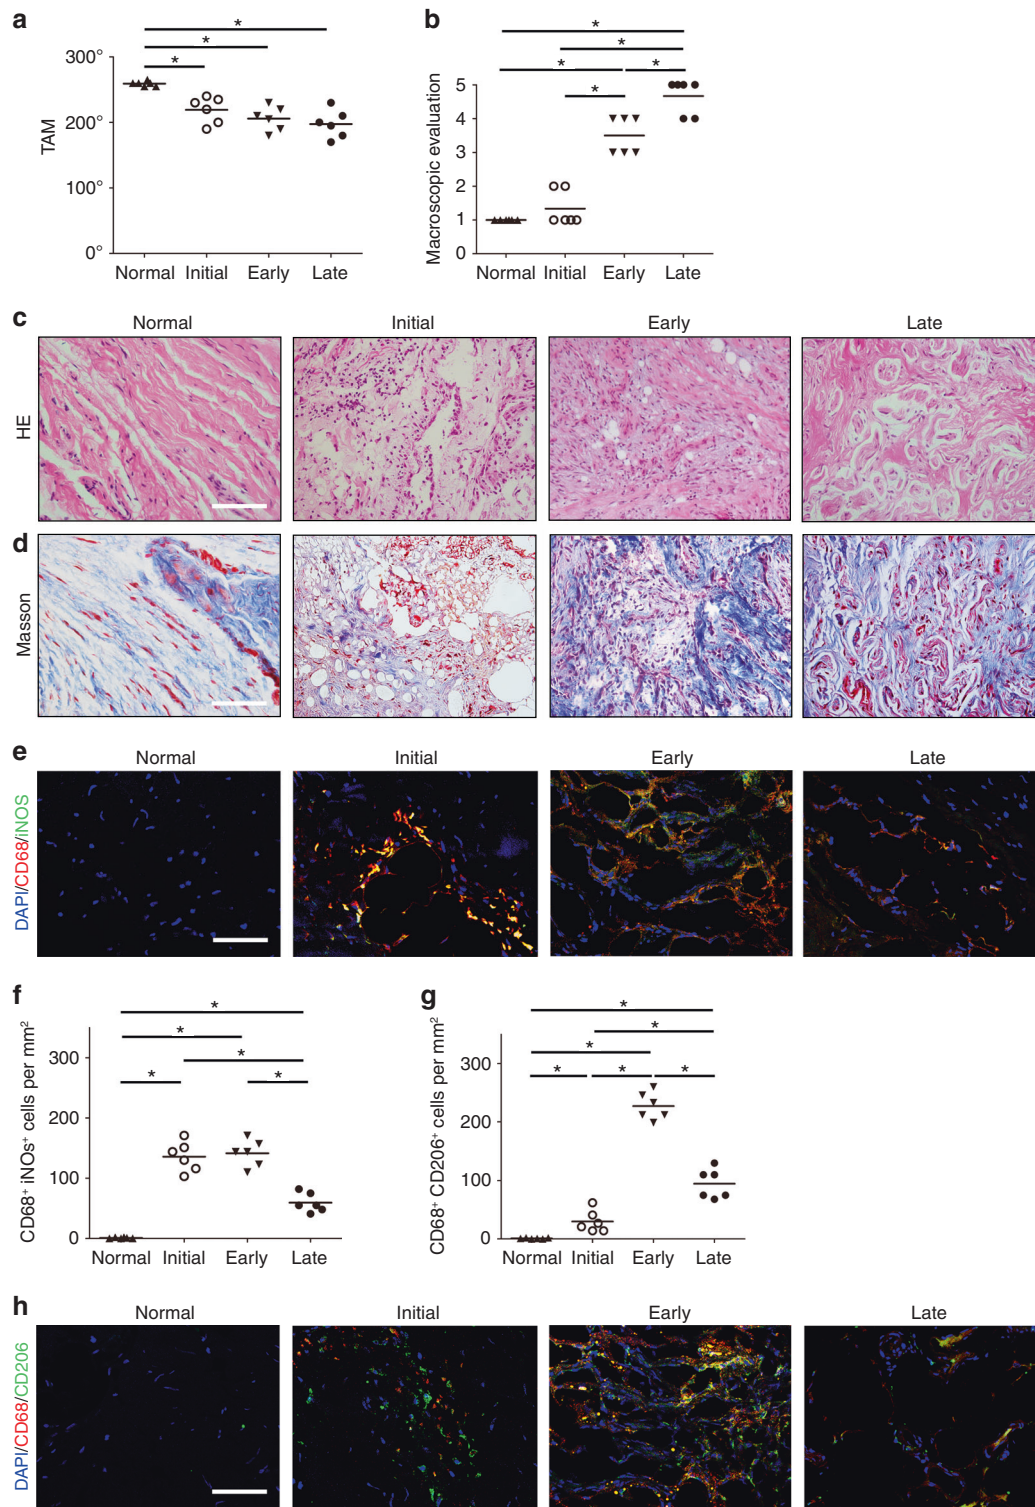 a
*
*
*
300°
200°
100°
0°
TAM
Normal Initial Early Late
b
*
*
* *
*
5
4
3
2
1
0
Macroscopic evaluation
Normal Initial Early Late
c
Normal Initial Early Late
HE
d
Masson
e
Normal Initial Early Late
DAPI/CD68/iNOS
f
*
*
*
* *
300
200
100
0
CD68+ iNOs+ cells per mm²
Normal Initial Early Late
g
*
*
*
* * *
300
200
100
0
CD68+ CD206+ cells per mm²
Normal Initial Early Late
h
Normal Initial Early Late
DAPI/CD68/CD206